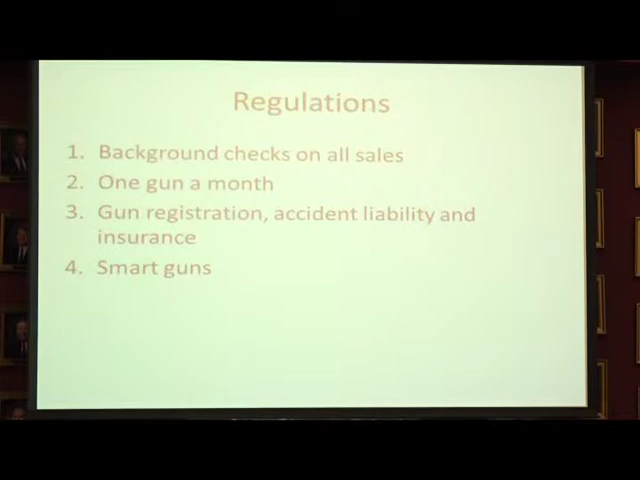 Regulations
1. Background checks on all sales
2. One gun a month
3. Gun registration, accident liability and
insurance
4. Smart guns